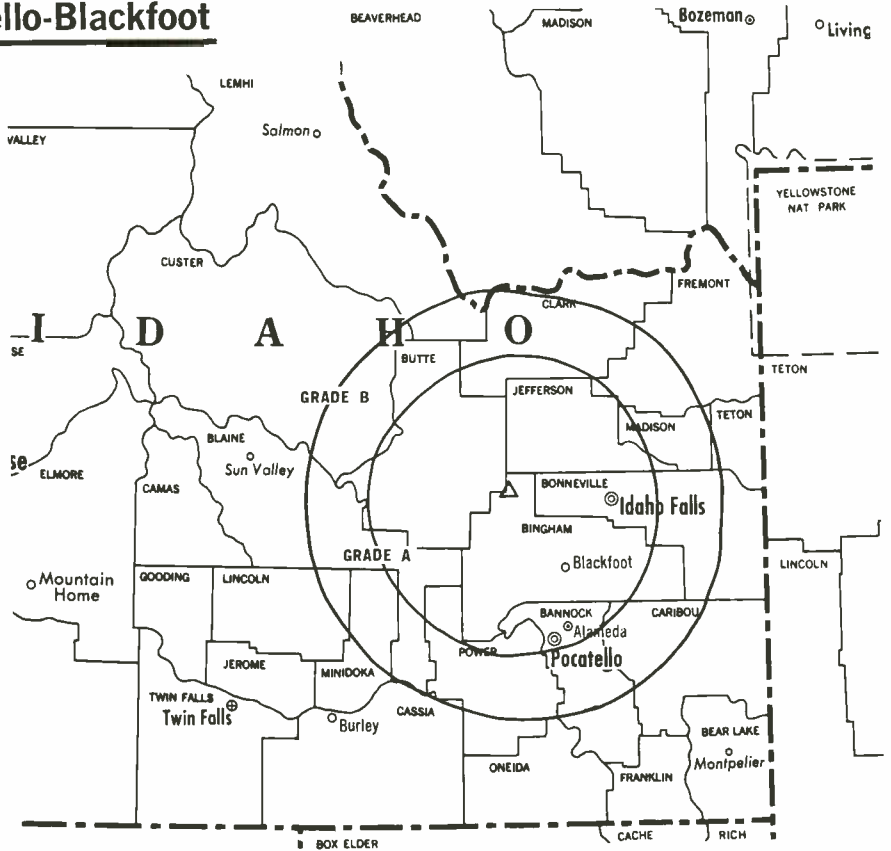 ello-Blackfoot
BEAVERHEAD
MADISON
Bozeman
Living
LEMHI
VALLEY
Salmon
YELLOWSTONE
NAT PARK
CUSTER
FREMONT
CLARK
I D A H O
SE
BUTTE
TETON
JEFFERSON
GRADE B
TETON
MADISON
BLAINE
Sun Valley
se
ELMORE
CAMAS
BONNEVILLE
Idaho Falls
BINGHAM
GRADE A
Blackfoot
LINCOLN
Mountain
Home
GOODING
LINCOLN
BANNOCK
CARIBOU
Alameda
POWER
Pocatello
JEROME
MINIDOKA
TWIN FALLS
Twin Falls
CASSIA
Burley
BEAR LAKE
Montpelier
ONEIDA
FRANKLIN
BOX ELDER
CACHE
RICH